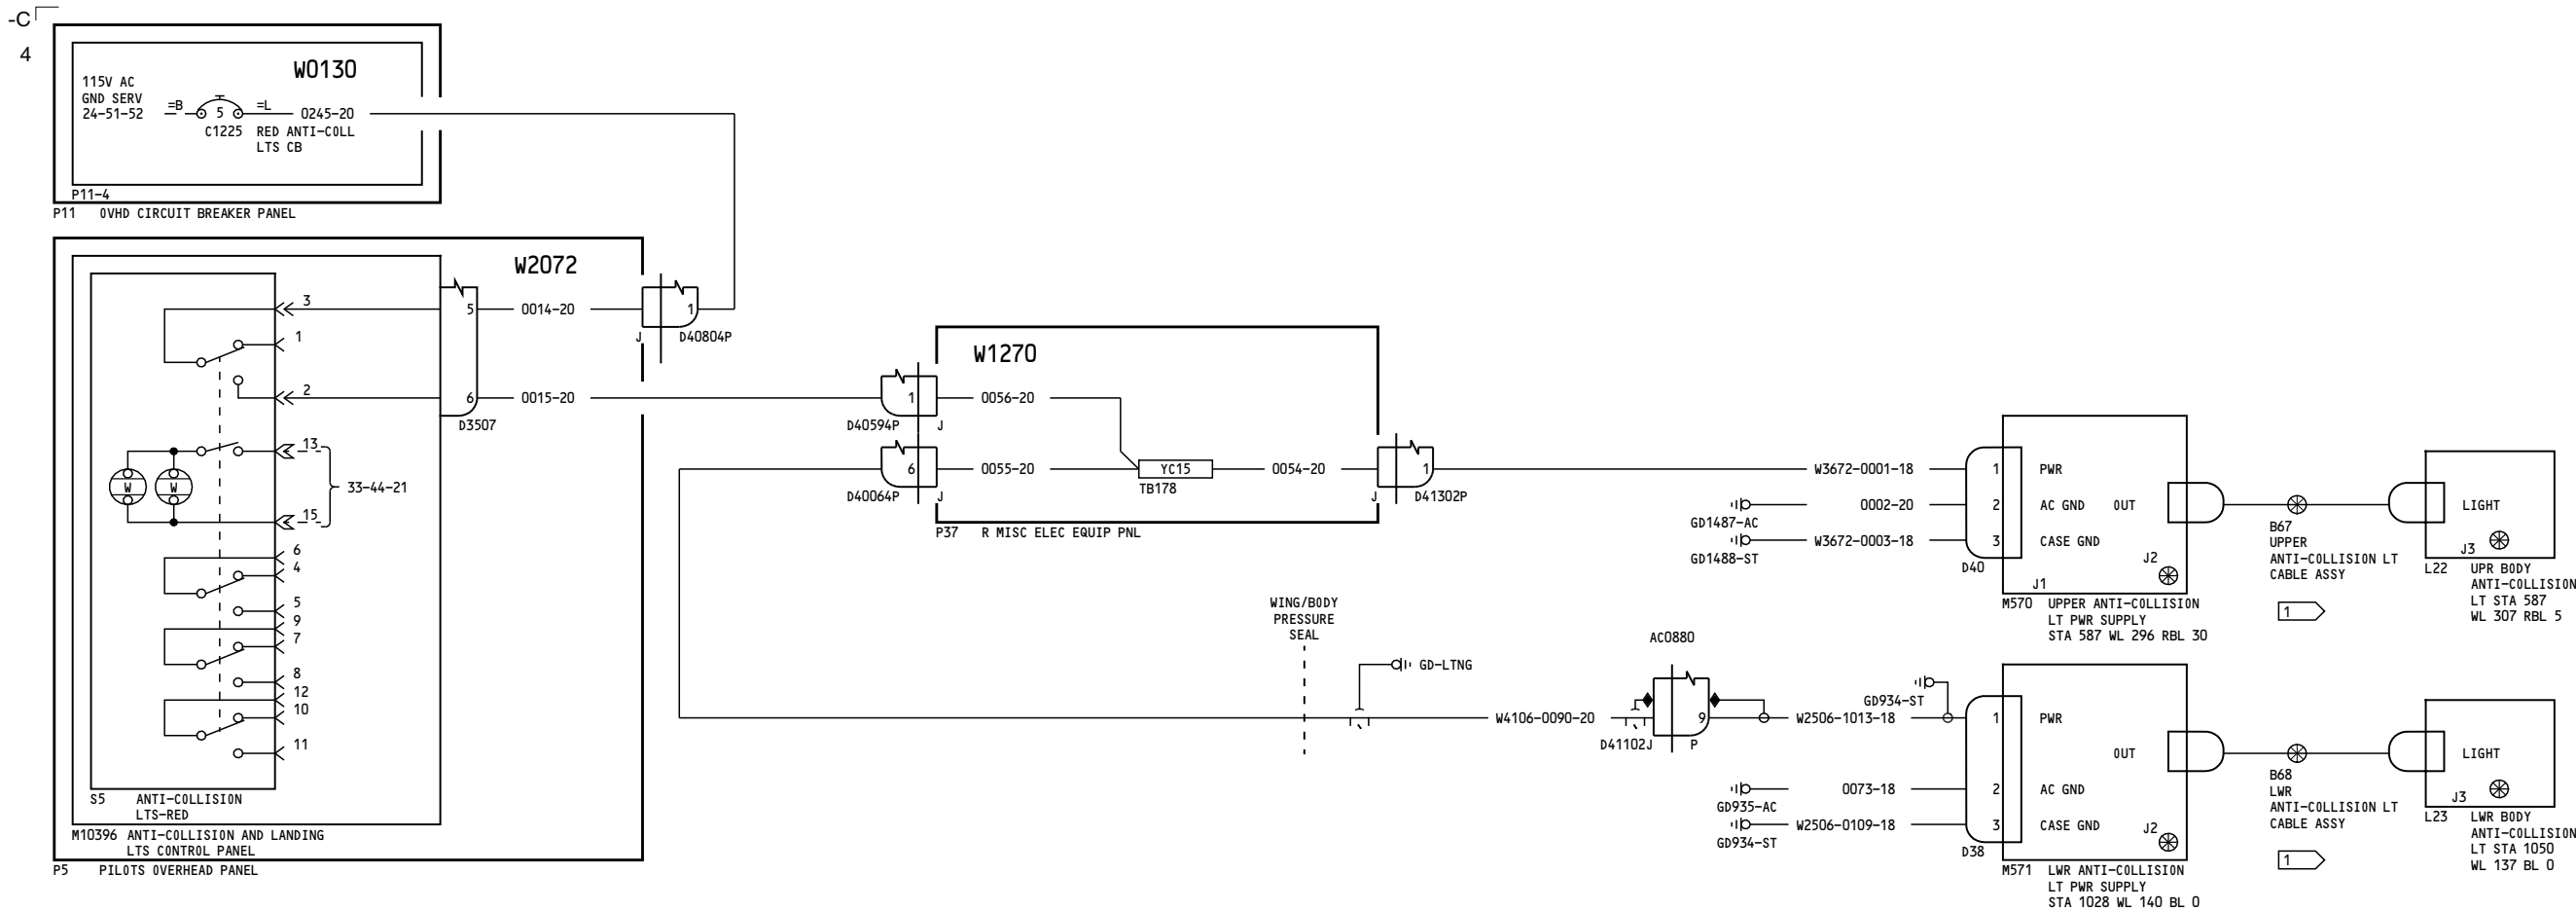 -C
4
W0130
115V AC
GND SERV
24-51-52
=B
5
=L
0245-20
C1225
RED ANTI-COLL
LTS CB
P11-4
P11 OVHD CIRCUIT BREAKER PANEL
W2072
3
5
0014-20
1
J
D40804P
1
2
6
0015-20
D3507
13
W
W
33-44-21
15
6
4
5
9
7
8
12
10
11
S5 ANTI-COLLISION
LTS-RED
M10396 ANTI-COLLISION AND LANDING
LTS CONTROL PANEL
P5 PILOTS OVERHEAD PANEL
W1270
1
0056-20
D40594P
J
6
0055-20
YC15
TB178
0054-20
D40064P
J
J
1
D41302P
P37 R MISC ELEC EQUIP PNL
W3672-0001-18
1
PWR
0002-20
2
AC GND
OUT
GD1487-AC
W3672-0003-18
3
CASE GND
GD1488-ST
D40
J1
J2
M570 UPPER ANTI-COLLISION
LT PWR SUPPLY
STA 587 WL 296 RBL 30
B67
UPPER
ANTI-COLLISION LT
CABLE ASSY
1
LIGHT
J3
L22 UPR BODY
ANTI-COLLISION
LT STA 587
WL 307 RBL 5
WING/BODY
PRESSURE
SEAL
GD-LTNG
AC0880
W4106-0090-20
D41102J
9
P
GD934-ST
W2506-1013-18
1
PWR
OUT
0073-18
2
AC GND
GD935-AC
W2506-0109-18
3
CASE GND
GD934-ST
D38
J2
M571 LWR ANTI-COLLISION
LT PWR SUPPLY
STA 1028 WL 140 BL 0
B68
LWR
ANTI-COLLISION LT
CABLE ASSY
1
LIGHT
J3
L23 LWR BODY
ANTI-COLLISION
LT STA 1050
WL 137 BL 0